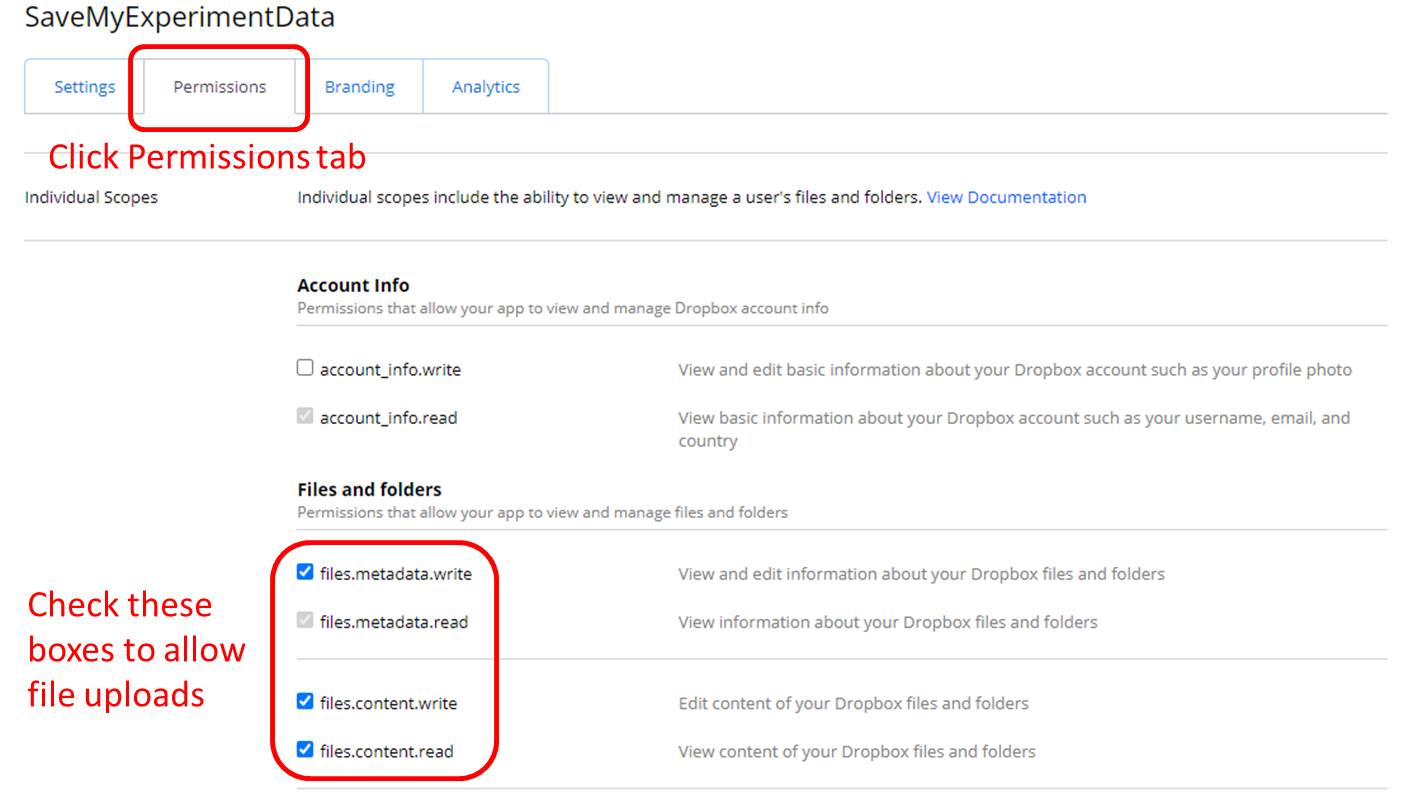 SaveMyExperimentData
Settings
Permissions
Branding
Analytics
Click Permissions tab
Individual Scopes
Individual scopes include the ability to view and manage a user's files and folders. View Documentation
Account Info
Permissions that allow your app to view and manage Dropbox account info
account_info.write
View and edit basic information about your Dropbox account such as your profile photo
account_info.read
View basic information about your Dropbox account such as your username, email, and
country
Files and folders
Permissions that allow your app to view and manage files and folders
Check these
boxes to allow
file uploads
files.metadata.write
View and edit information about your Dropbox files and folders
files.metadata.read
View information about your Dropbox files and folders
files.content.write
Edit content of your Dropbox files and folders
files.content.read
View content of your Dropbox files and folders